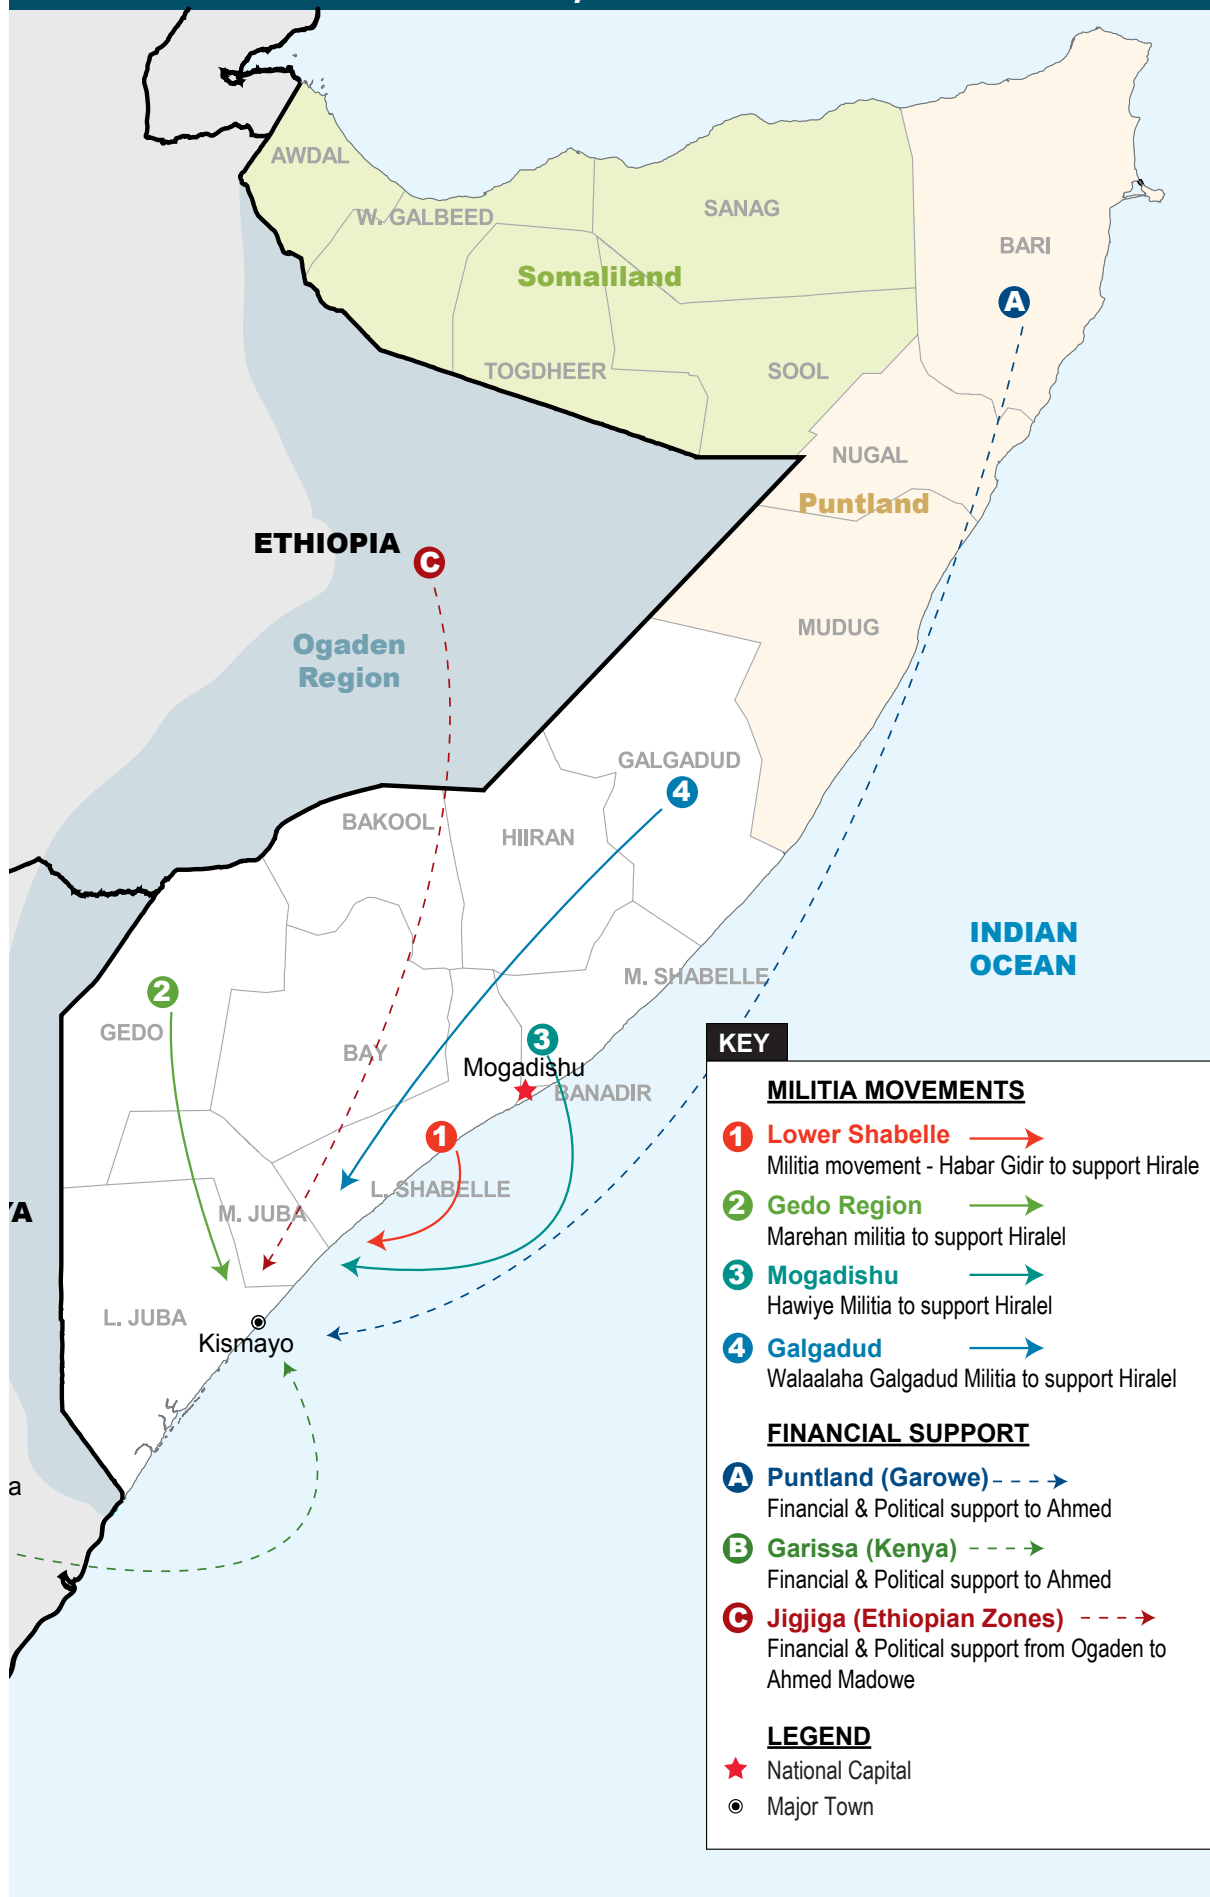 AWDAL
W. GALBEED
SANAG
BARI
Somaliland
A
TOGDHEER
SOOL
NUGAL
Puntland
ETHIOPIA
C
Ogaden
Region
MUDUG
GALGADUD
4
BAKOOL
HIIRAN
INDIAN
OCEAN
M. SHABELLE
2
GEDO
3
BAY
Mogadishu
BANADIR
1
L. SHABELLE
M. JUBA
YA
L. JUBA
Kismayo
a
KEY
MILITIA MOVEMENTS
1 Lower Shabelle
Militia movement - Habar Gidir to support Hirale
2 Gedo Region
Marehan militia to support Hiralel
3 Mogadishu
Hawiye Militia to support Hiralel
4 Galgadud
Walaalaha Galgadud Militia to support Hiralel
FINANCIAL SUPPORT
A Puntland (Garowe)
Financial & Political support to Ahmed
B Garissa (Kenya)
Financial & Political support to Ahmed
C Jigjiga (Ethiopian Zones)
Financial & Political support from Ogaden to
Ahmed Madowe
LEGEND
National Capital
Major Town